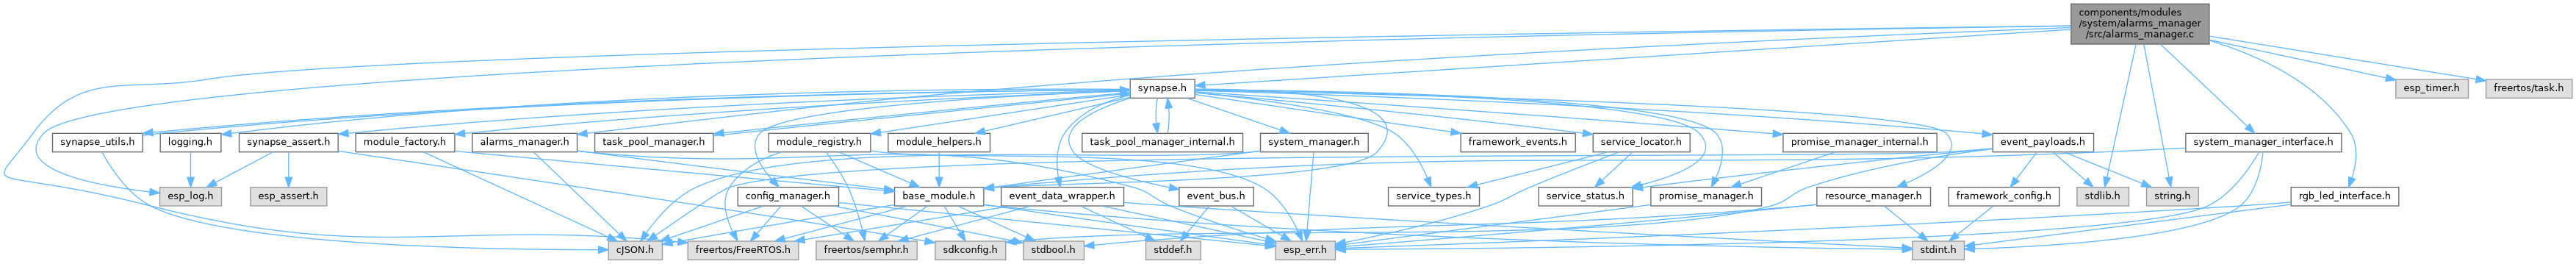 components/modules
/system/alarms_manager
/src/alarms_manager.c
synapse.h
esp_timer.h
freertos/task.h
synapse_utils.h
logging.h
synapse_assert.h
module_factory.h
alarms_manager.h
task_pool_manager.h
module_registry.h
module_helpers.h
task_pool_manager_internal.h
system_manager.h
framework_events.h
service_locator.h
promise_manager_internal.h
event_payloads.h
system_manager_interface.h
esp_log.h
esp_assert.h
config_manager.h
base_module.h
event_data_wrapper.h
event_bus.h
service_types.h
service_status.h
promise_manager.h
resource_manager.h
framework_config.h
stdlib.h
string.h
rgb_led_interface.h
cJSON.h
freertos/FreeRTOS.h
freertos/semphr.h
sdkconfig.h
stdbool.h
stddef.h
esp_err.h
stdint.h